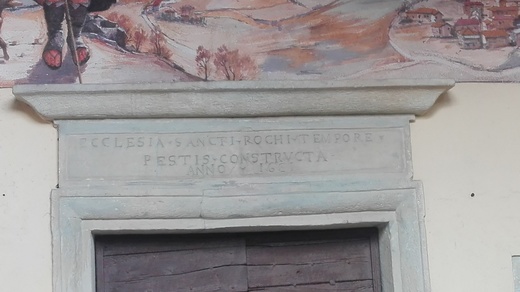 ECCLESIA · SANCTI · ROCHI · TEMPORE ·
PESTIS · CONSTRVCTA
ANNO